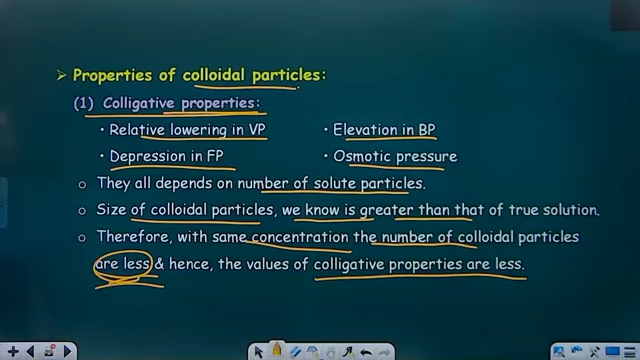 ➢ Properties of colloidal particles:
(1) Colligative properties:
• Relative lowering in VP • Elevation in BP
• Depression in FP • Osmotic pressure
o They all depends on number of solute particles.
o Size of colloidal particles, we know is greater than that of true solution.
o Therefore, with same concentration the number of colloidal particles
are less & hence, the values of colligative properties are less.